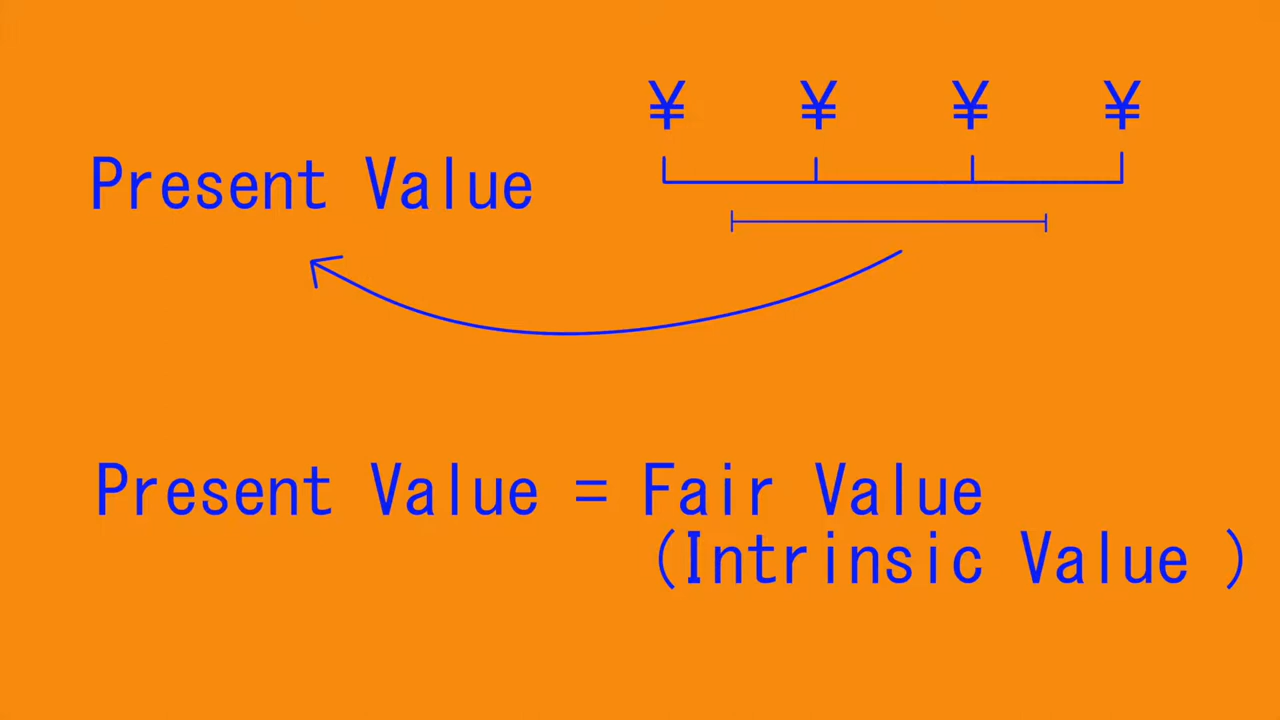 ¥ ¥ ¥ ¥
Present Value
Present Value = Fair Value
(Intrinsic Value )